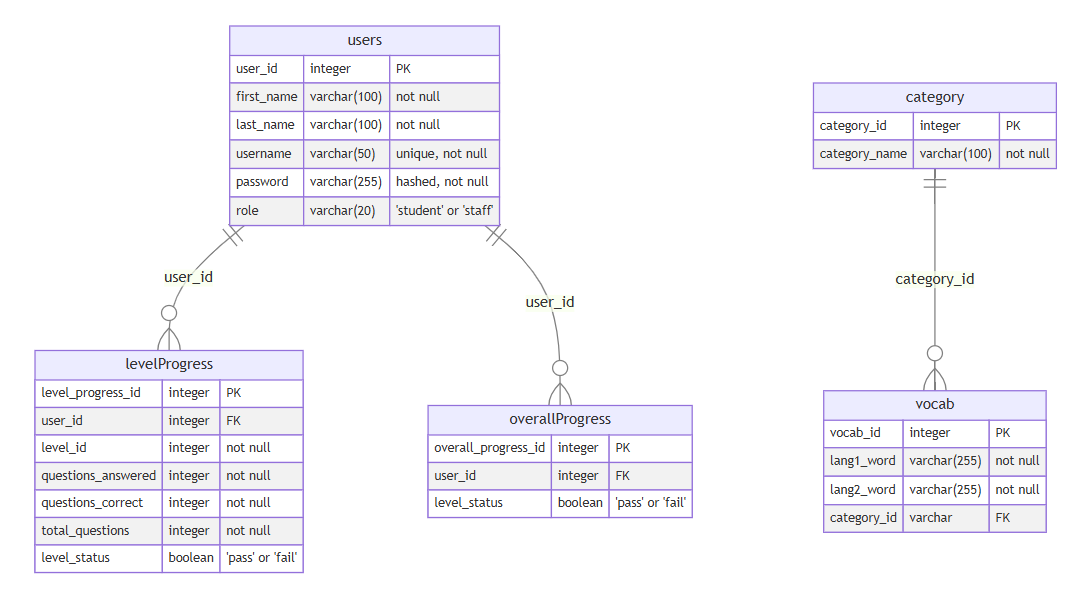 users
user_id integer PK
first_name varchar(100) not null
last_name varchar(100) not null
username varchar(50) unique, not null
password varchar(255) hashed, not null
role varchar(20) 'student' or 'staff'
category
category_id integer PK
category_name varchar(100) not null
user_id
user_id
category_id
levelProgress
level_progress_id integer PK
user_id integer FK
level_id integer not null
questions_answered integer not null
questions_correct integer not null
total_questions integer not null
level_status boolean 'pass' or 'fail'
overallProgress
overall_progress_id integer PK
user_id integer FK
level_status boolean 'pass' or 'fail'
vocab
vocab_id integer PK
lang1_word varchar(255) not null
lang2_word varchar(255) not null
category_id varchar FK